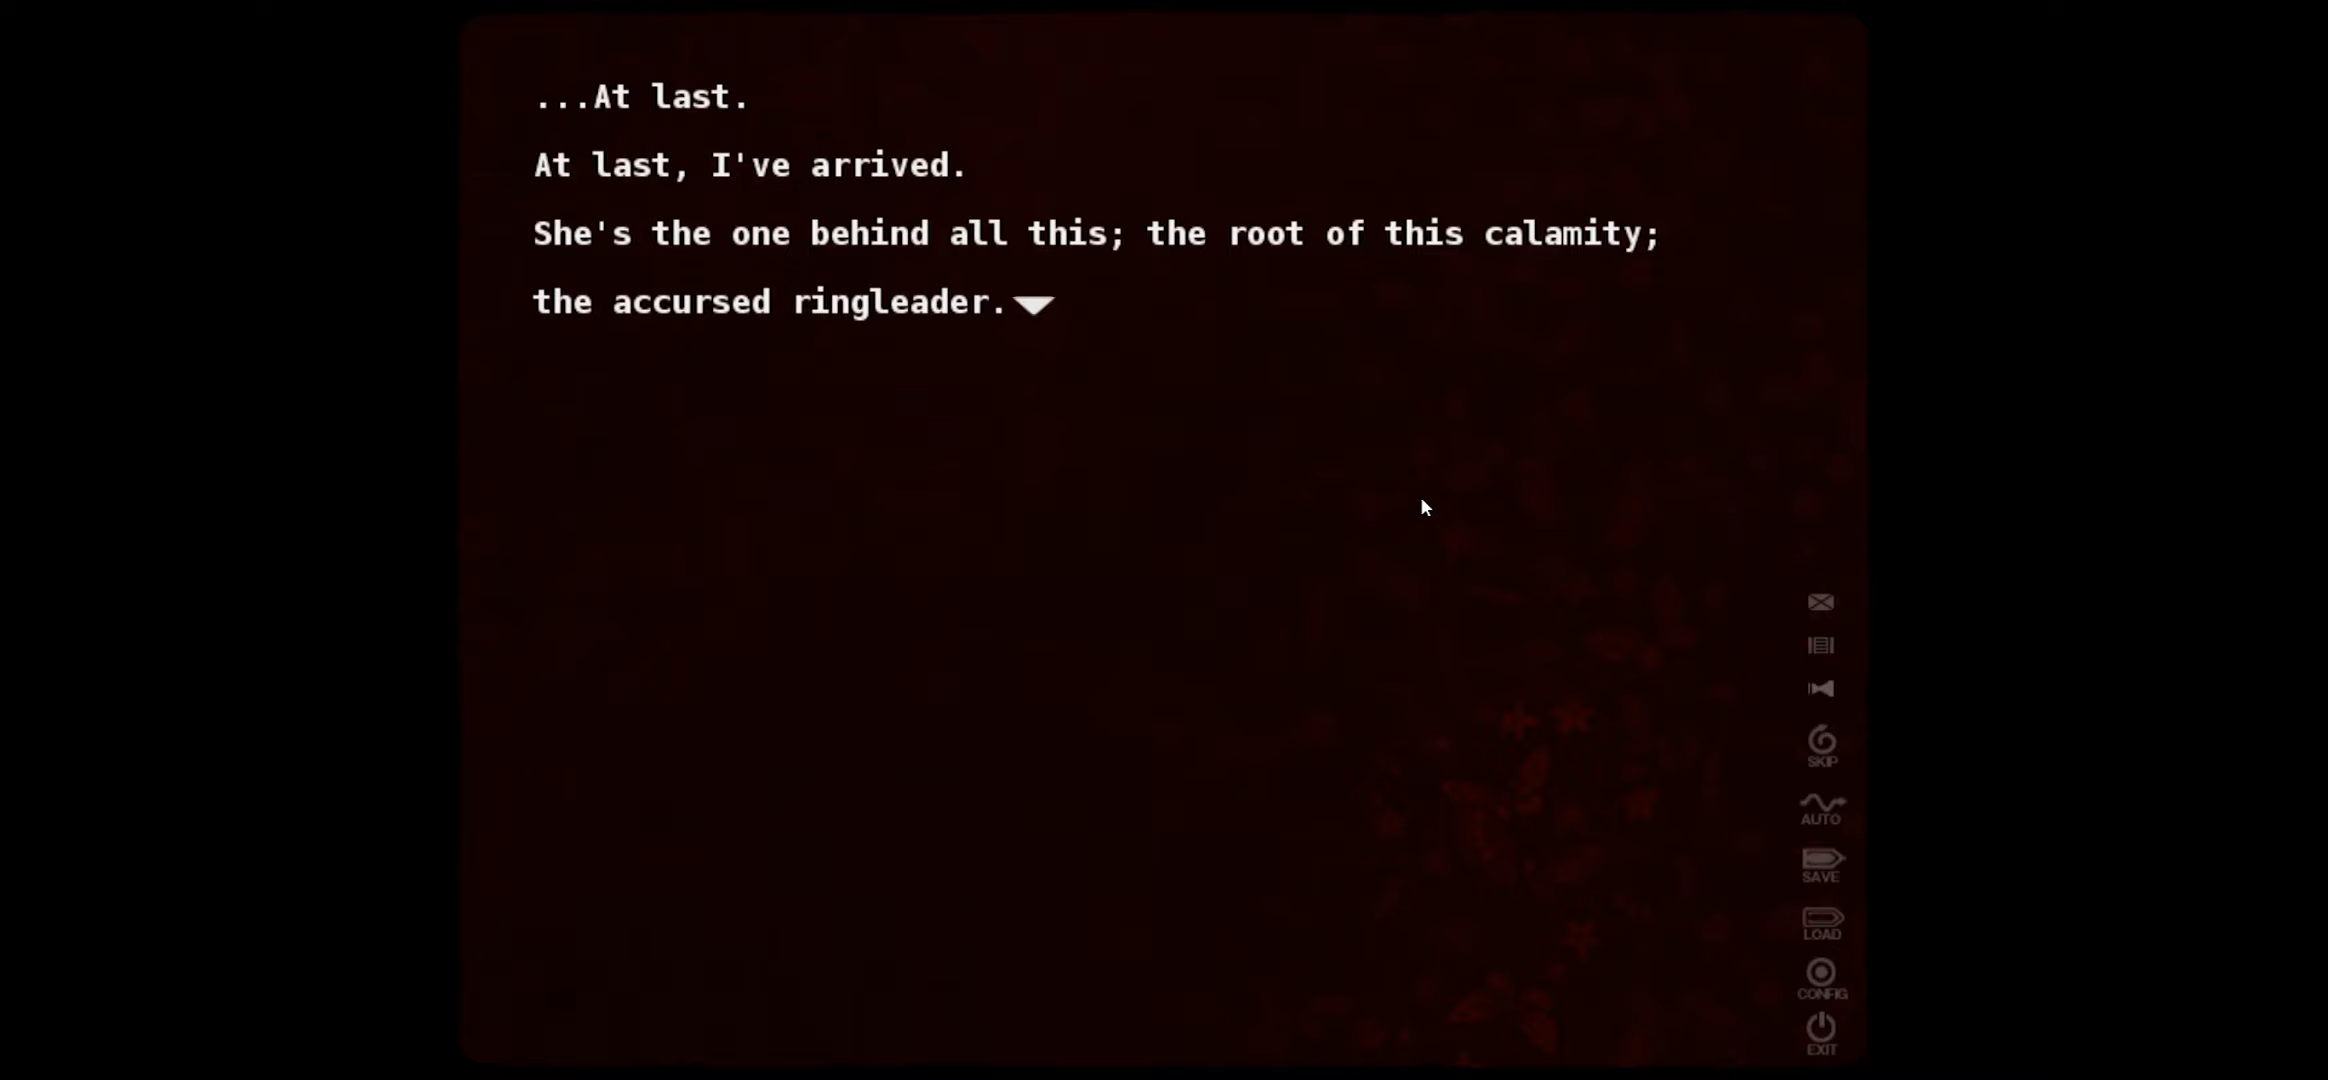 ...At last.
At last, I've arrived.
She's the one behind all this; the root of this calamity;
the accursed ringleader.
SKIP
AUTO
SAVE
LOAD
CONFIG
EXIT